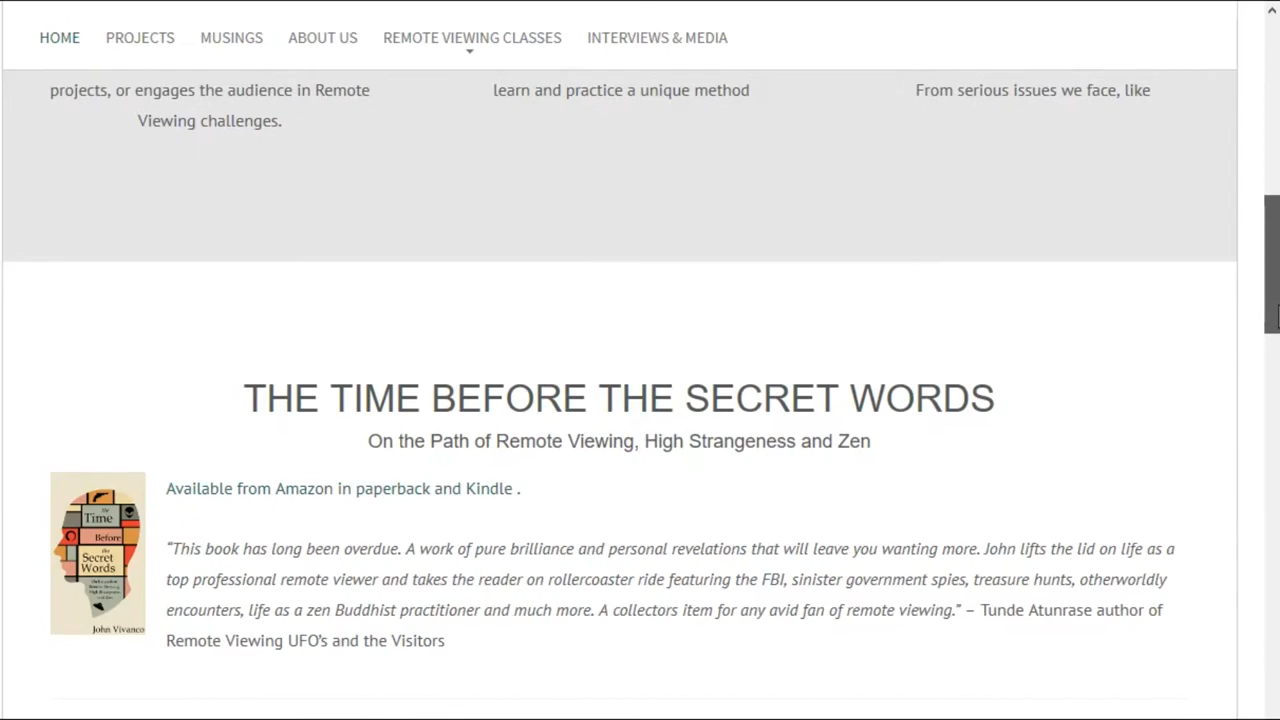 HOME PROJECTS MUSINGS ABOUT US REMOTE VIEWING CLASSES INTERVIEWS & MEDIA
projects, or engages the audience in Remote
Viewing challenges.
learn and practice a unique method
From serious issues we face, like
THE TIME BEFORE THE SECRET WORDS
On the Path of Remote Viewing, High Strangeness and Zen
The
Time
Before
the
Secret
Words
John Vivanco
Available from Amazon in paperback and Kindle .
“This book has long been overdue. A work of pure brilliance and personal revelations that will leave you wanting more. John lifts the lid on life as a
top professional remote viewer and takes the reader on rollercoaster ride featuring the FBI, sinister government spies, treasure hunts, otherworldly
encounters, life as a zen Buddhist practitioner and much more. A collectors item for any avid fan of remote viewing.” – Tunde Atunrase author of
Remote Viewing UFO’s and the Visitors